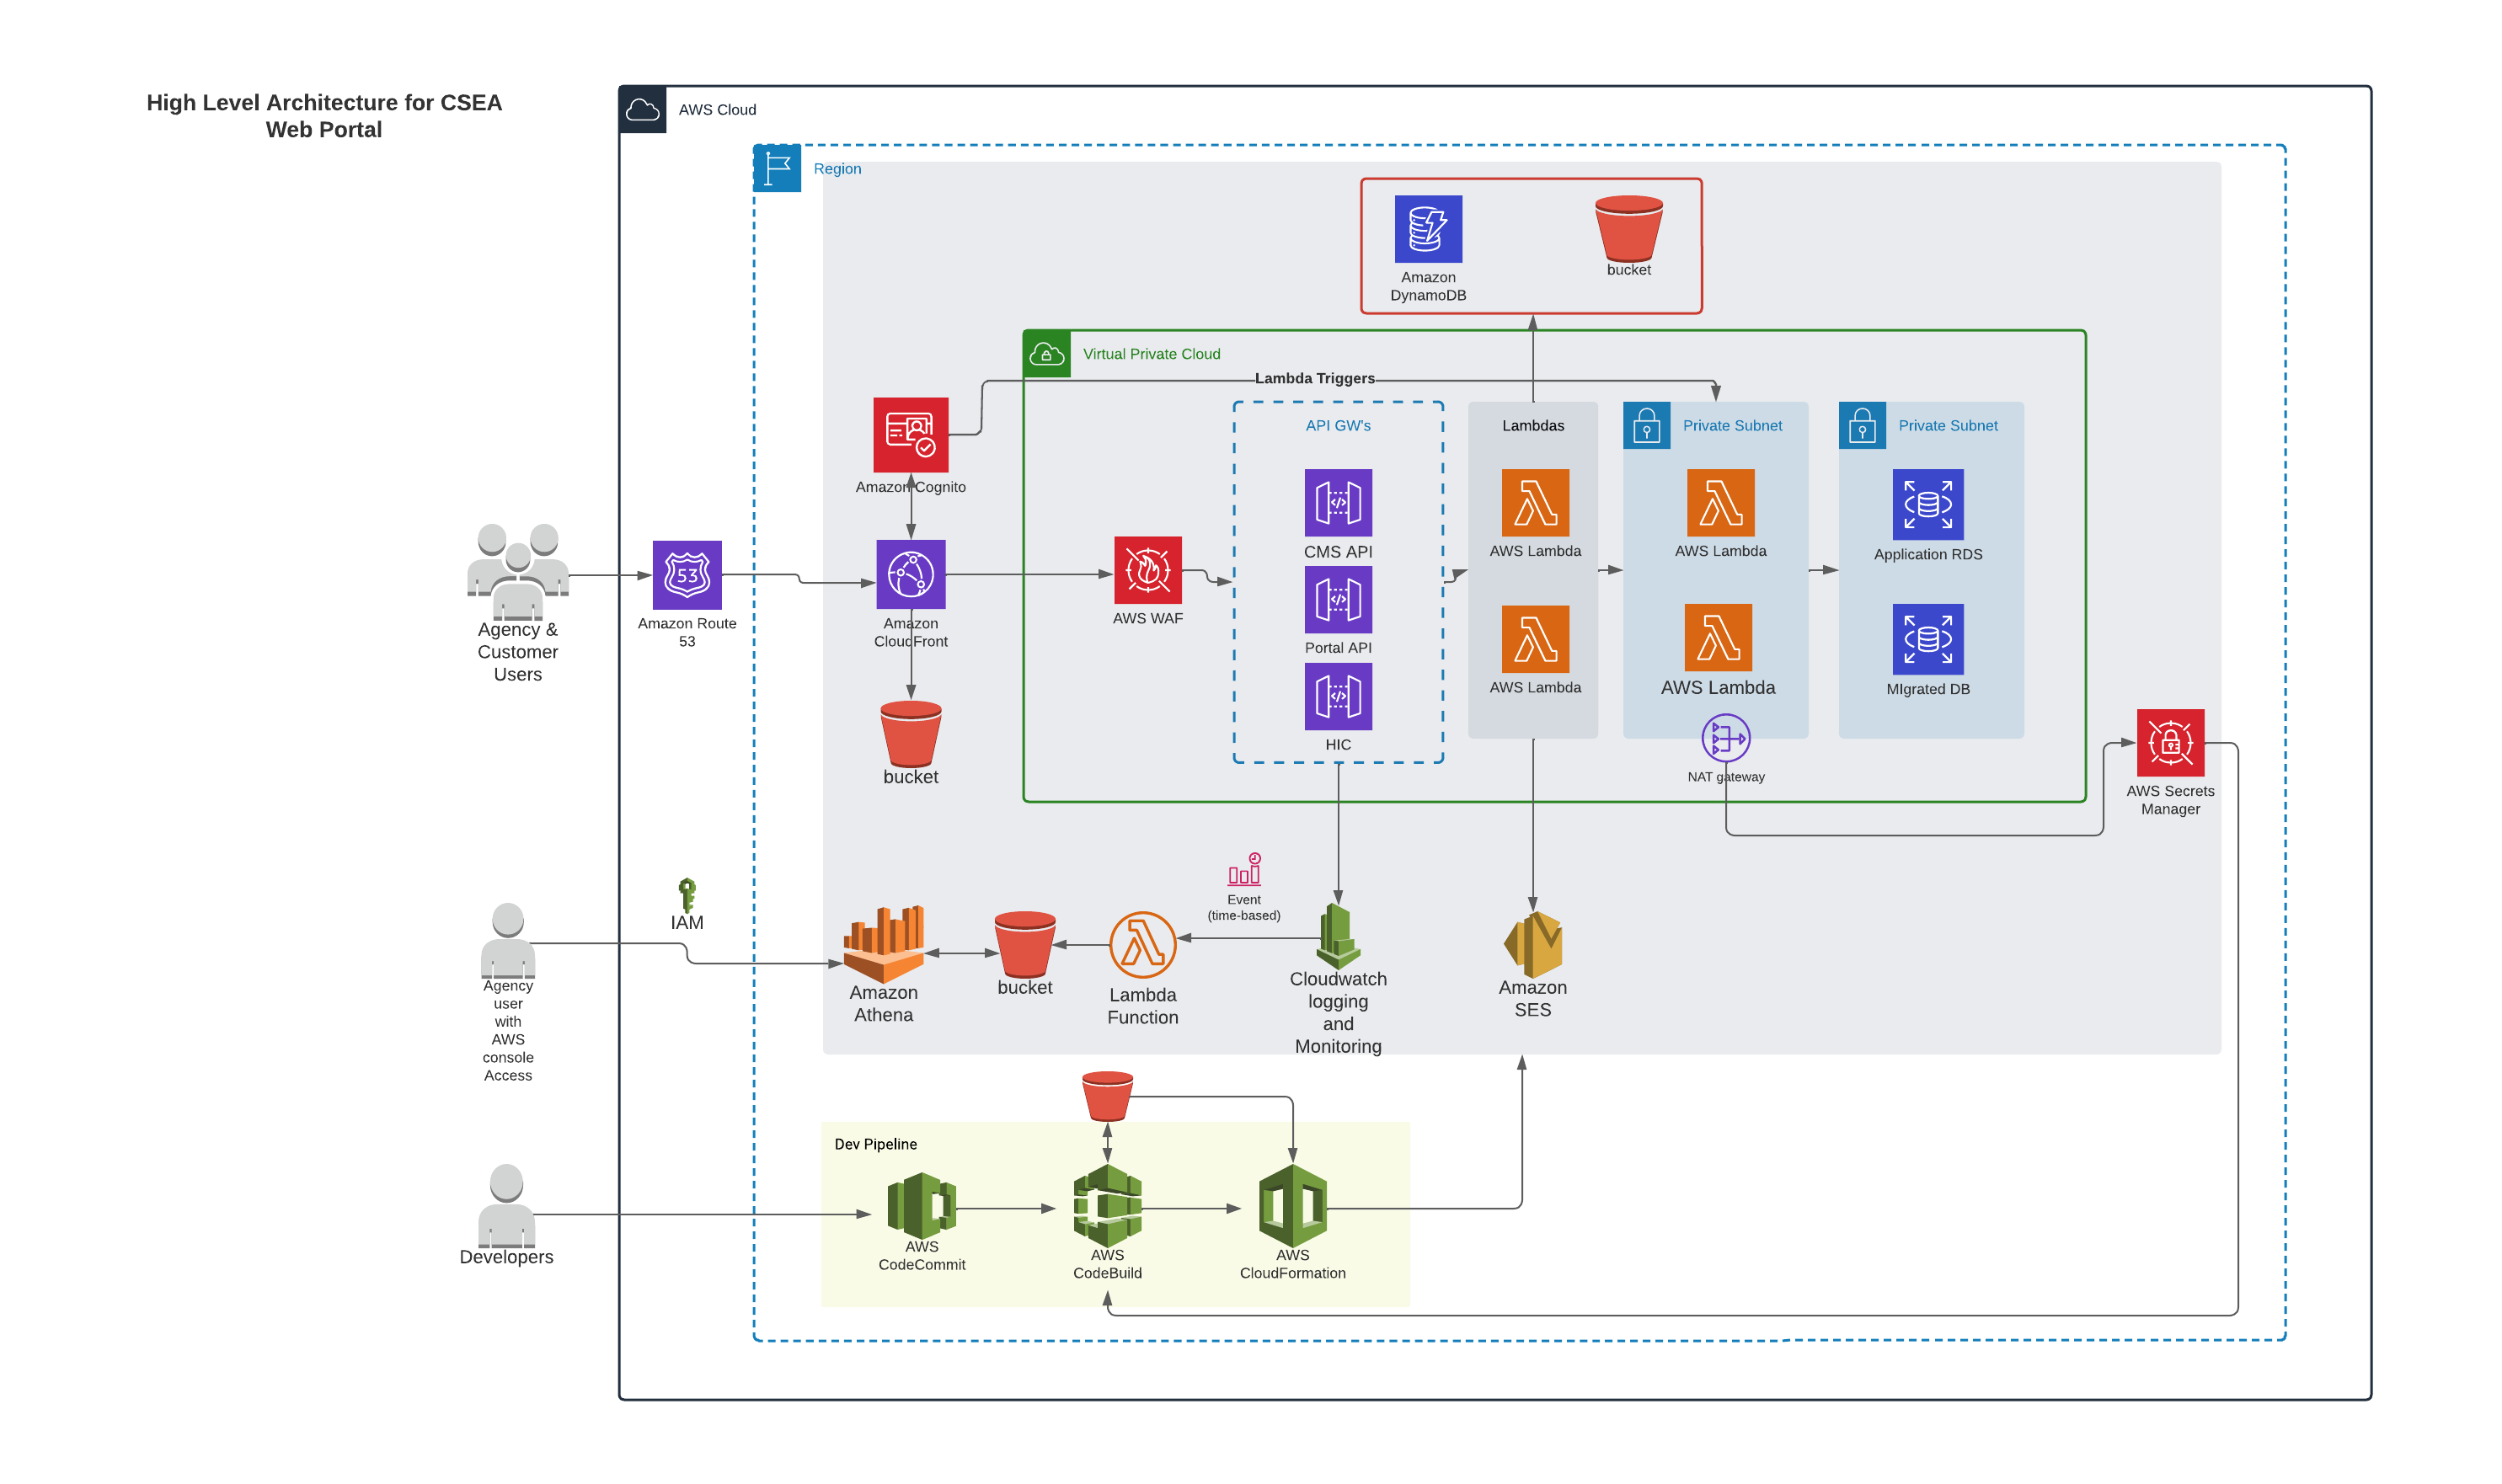 High Level Architecture for CSEA
Web Portal
AWS Cloud
Region
Amazon
DynamoDB
bucket
Virtual Private Cloud
Lambda Triggers
Amazon Cognito
API GW's
Lambdas
Private Subnet
Private Subnet
CMS API
AWS Lambda
AWS Lambda
Application RDS
Agency &
Customer
Users
53
Amazon Route
53
Amazon
CloudFront
AWS WAF
Portal API
AWS Lambda
AWS Lambda
MIgrated DB
HIC
bucket
NAT gateway
AWS Secrets
Manager
IAM
Event
(time-based)
Agency
user
with
AWS
console
Access
Amazon
Athena
bucket
Lambda
Function
Cloudwatch
logging
and
Monitoring
Amazon
SES
Dev Pipeline
Developers
AWS
CodeCommit
AWS
CodeBuild
AWS
CloudFormation